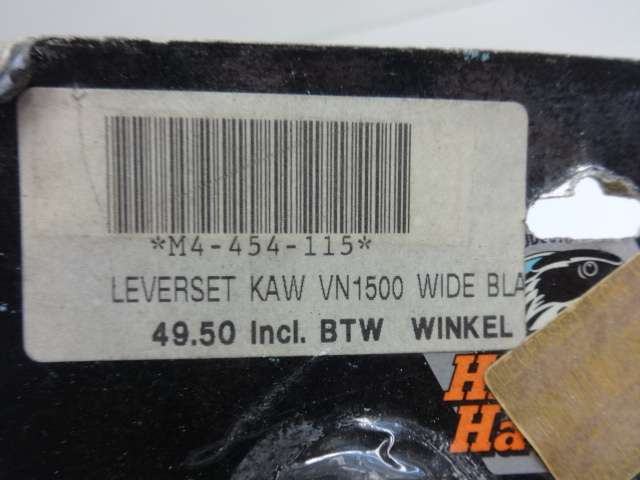 *M4-454-115*
LEVERSET KAW VN1500 WIDE BLA
49.50 Incl. BTW WINKEL